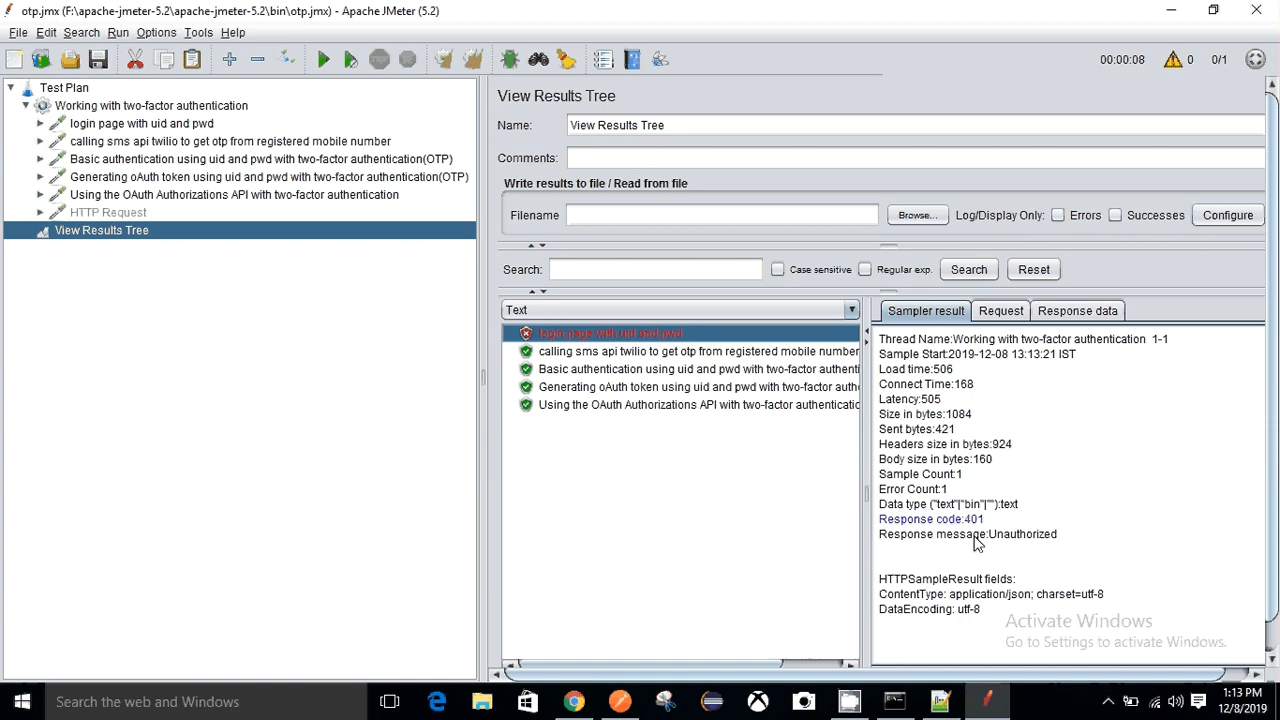 otp.jmx (F:\apache-jmeter-5.2\apache-jmeter-5.2\bin\otp.jmx) - Apache JMeter (5.2)
File Edit Search Run Options Tools Help
00:00:08 0 0/1
Test Plan
Working with two-factor authentication
login page with uid and pwd
calling sms api twilio to get otp from registered mobile number
Basic authentication using uid and pwd with two-factor authentication(OTP)
Generating oAuth token using uid and pwd with two-factor authentication(OTP)
Using the OAuth Authorizations API with two-factor authentication
HTTP Request
View Results Tree
View Results Tree
Name: View Results Tree
Comments:
Write results to file / Read from file
Filename Browse... Log/Display Only: Errors Successes Configure
Search: Case sensitive Regular exp. Search Reset
Text
login page with uid and pwd
calling sms api twilio to get otp from registered mobile number
Basic authentication using uid and pwd with two-factor authenti
Generating oAuth token using uid and pwd with two-factor authe
Using the OAuth Authorizations API with two-factor authenticatio
Sampler result Request Response data
Thread Name:Working with two-factor authentication 1-1
Sample Start:2019-12-08 13:13:21 IST
Load time:506
Connect Time:168
Latency:505
Size in bytes:1084
Sent bytes:421
Headers size in bytes:924
Body size in bytes:160
Sample Count:1
Error Count:1
Data type ("text"|"bin"|""):text
Response code:401
Response message:Unauthorized
HTTPSampleResult fields:
ContentType: application/json; charset=utf-8
DataEncoding: utf-8
Activate Windows
Go to Settings to activate Windows.
Search the web and Windows
1:13 PM
12/8/2019